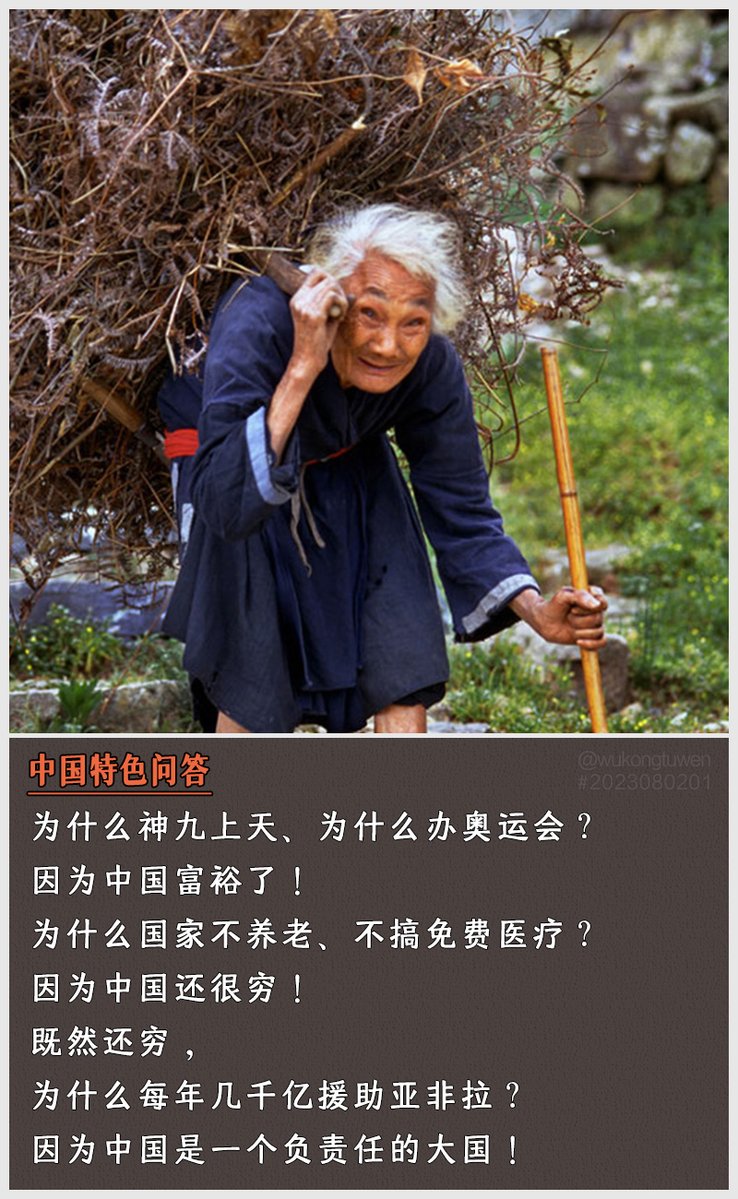 中国特色问答
@wukongtuwen
#2023080201
为什么神九上天、为什么办奥运会？
因为中国富裕了！
为什么国家不养老、不搞免费医疗？
因为中国还很穷！
既然还穷，
为什么每年几千亿援助亚非拉？
因为中国是一个负责任的大国！